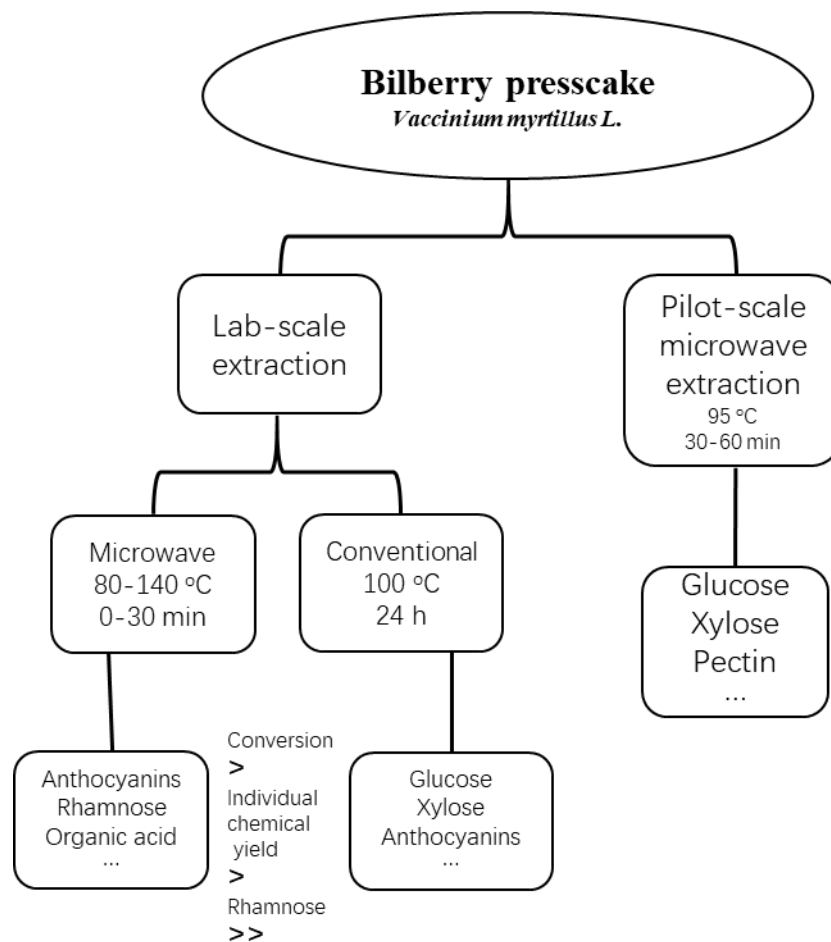 Bilberry presscake
Vaccinium myrtillus L.
Lab-scale
extraction
Pilot-scale
microwave
extraction
95 °C
30-60 min
Microwave
80-140 °C
0-30 min
Conventional
100 °C
24 h
Glucose
Xylose
Pectin
...
Anthocyanins
Rhamnose
Organic acid
...
Conversion
>
Individual
chemical
yield
>
Rhamnose
>>
Glucose
Xylose
Anthocyanins
...